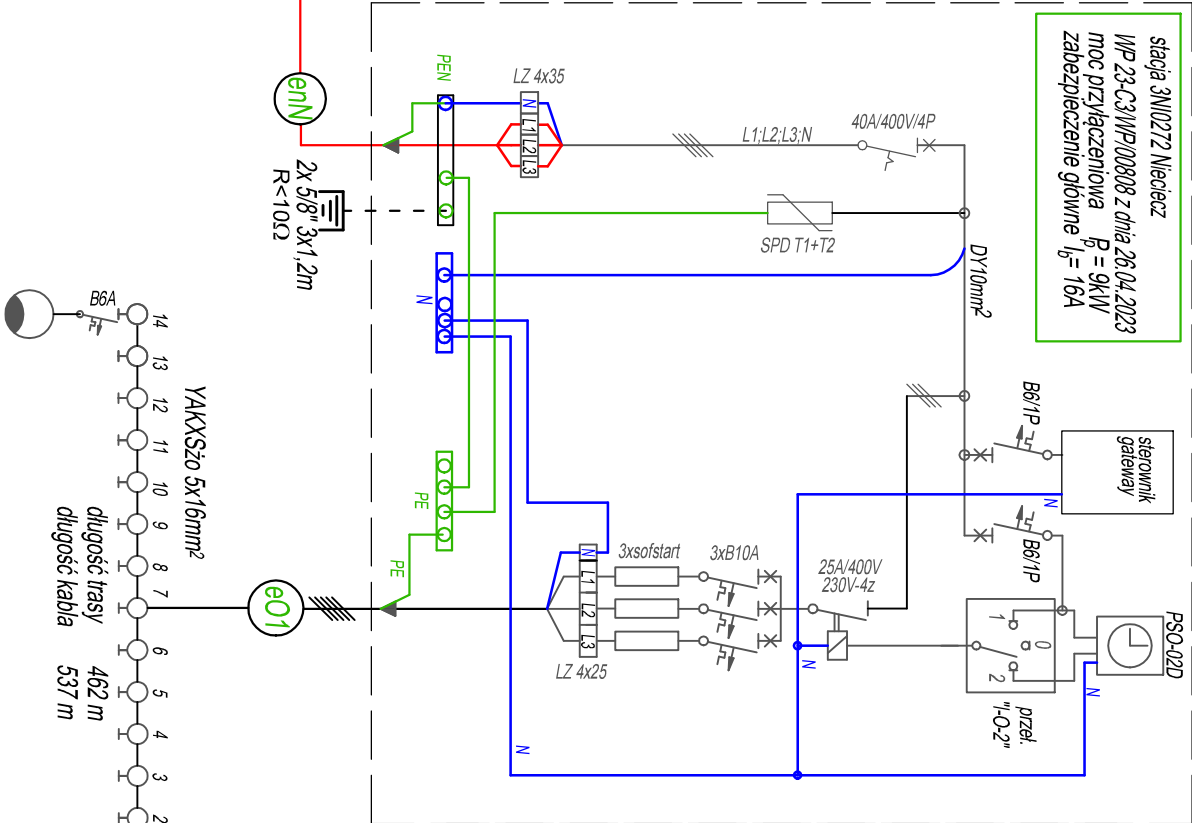 stacja 3NI0272 Nieciecz
WP 23-C3/WP/00808 z dnia 26.04.2023
moc przyłączeniowa Pp = 9kW
zabezpieczenie główne Ib = 16A
PEN
LZ 4x35
N
L1
L2
L3
L1;L2;L3;N
40A/400V/4P
enN
2x 5/8" 3x1,2m
R<10Ω
SPD T1+T2
DY10mm²
N
B6/1P
sterownik
gateway
N
B6/1P
PSO-02D
N
1
0
2
przeł.
"I-O-2"
25A/400V
230V-4z
N
3xB10A
3xsofstart
N
L1
L2
L3
LZ 4x25
N
PE
PE
eO1
B6A
14
13
12
11
10
9
8
7
6
5
4
3
2
YAKXSżo 5x16mm²
długość trasy 462 m
długość kabla 537 m